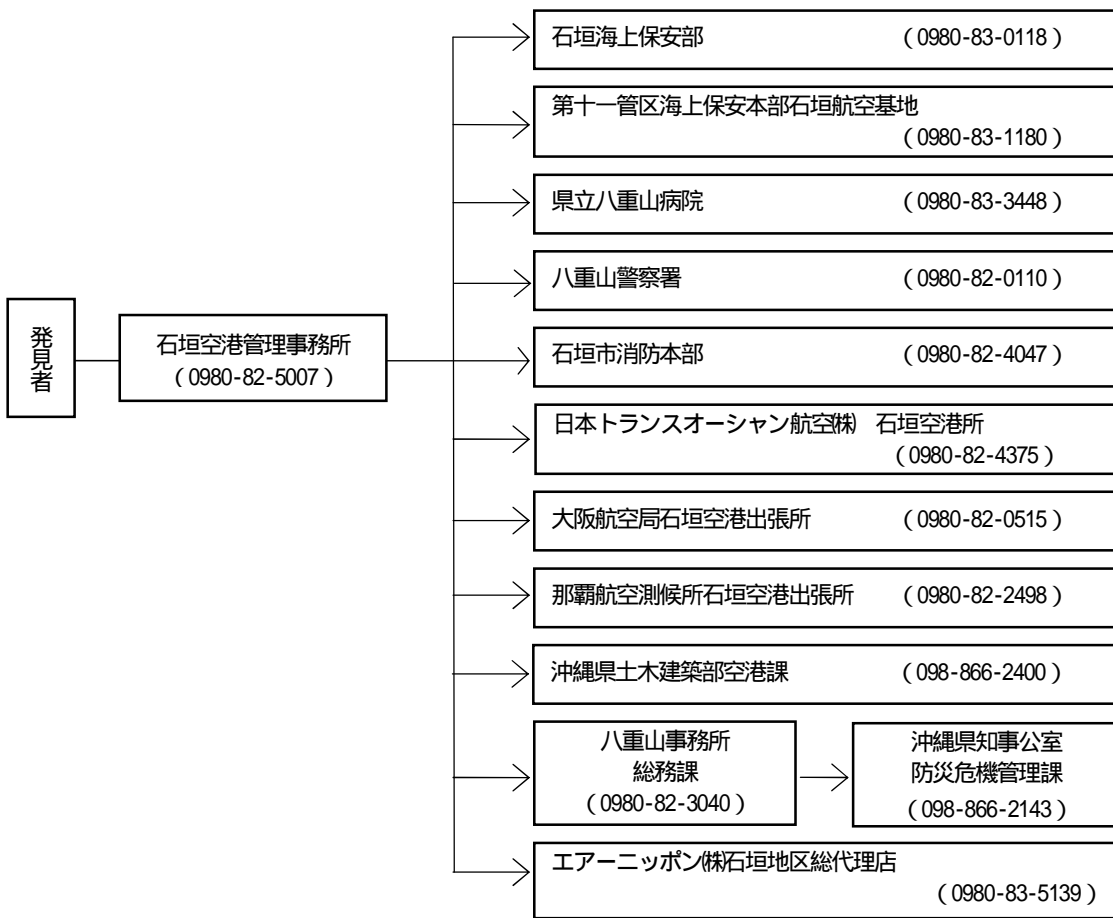 発見者
石垣空港管理事務所
（0980-82-5007）
石垣海上保安部 （0980-83-0118）
第十一管区海上保安本部石垣航空基地
（0980-83-1180）
県立八重山病院 （0980-83-3448）
八重山警察署 （0980-82-0110）
石垣市消防本部 （0980-82-4047）
日本トランスオーシャン航空㈱ 石垣空港所
（0980-82-4375）
大阪航空局石垣空港出張所 （0980-82-0515）
那覇航空測候所石垣空港出張所 （0980-82-2498）
沖縄県土木建築部空港課 （098-866-2400）
八重山事務所
総務課
（0980-82-3040）
沖縄県知事公室
防災危機管理課
（098-866-2143）
エアーニッポン㈱石垣地区総代理店
（0980-83-5139）